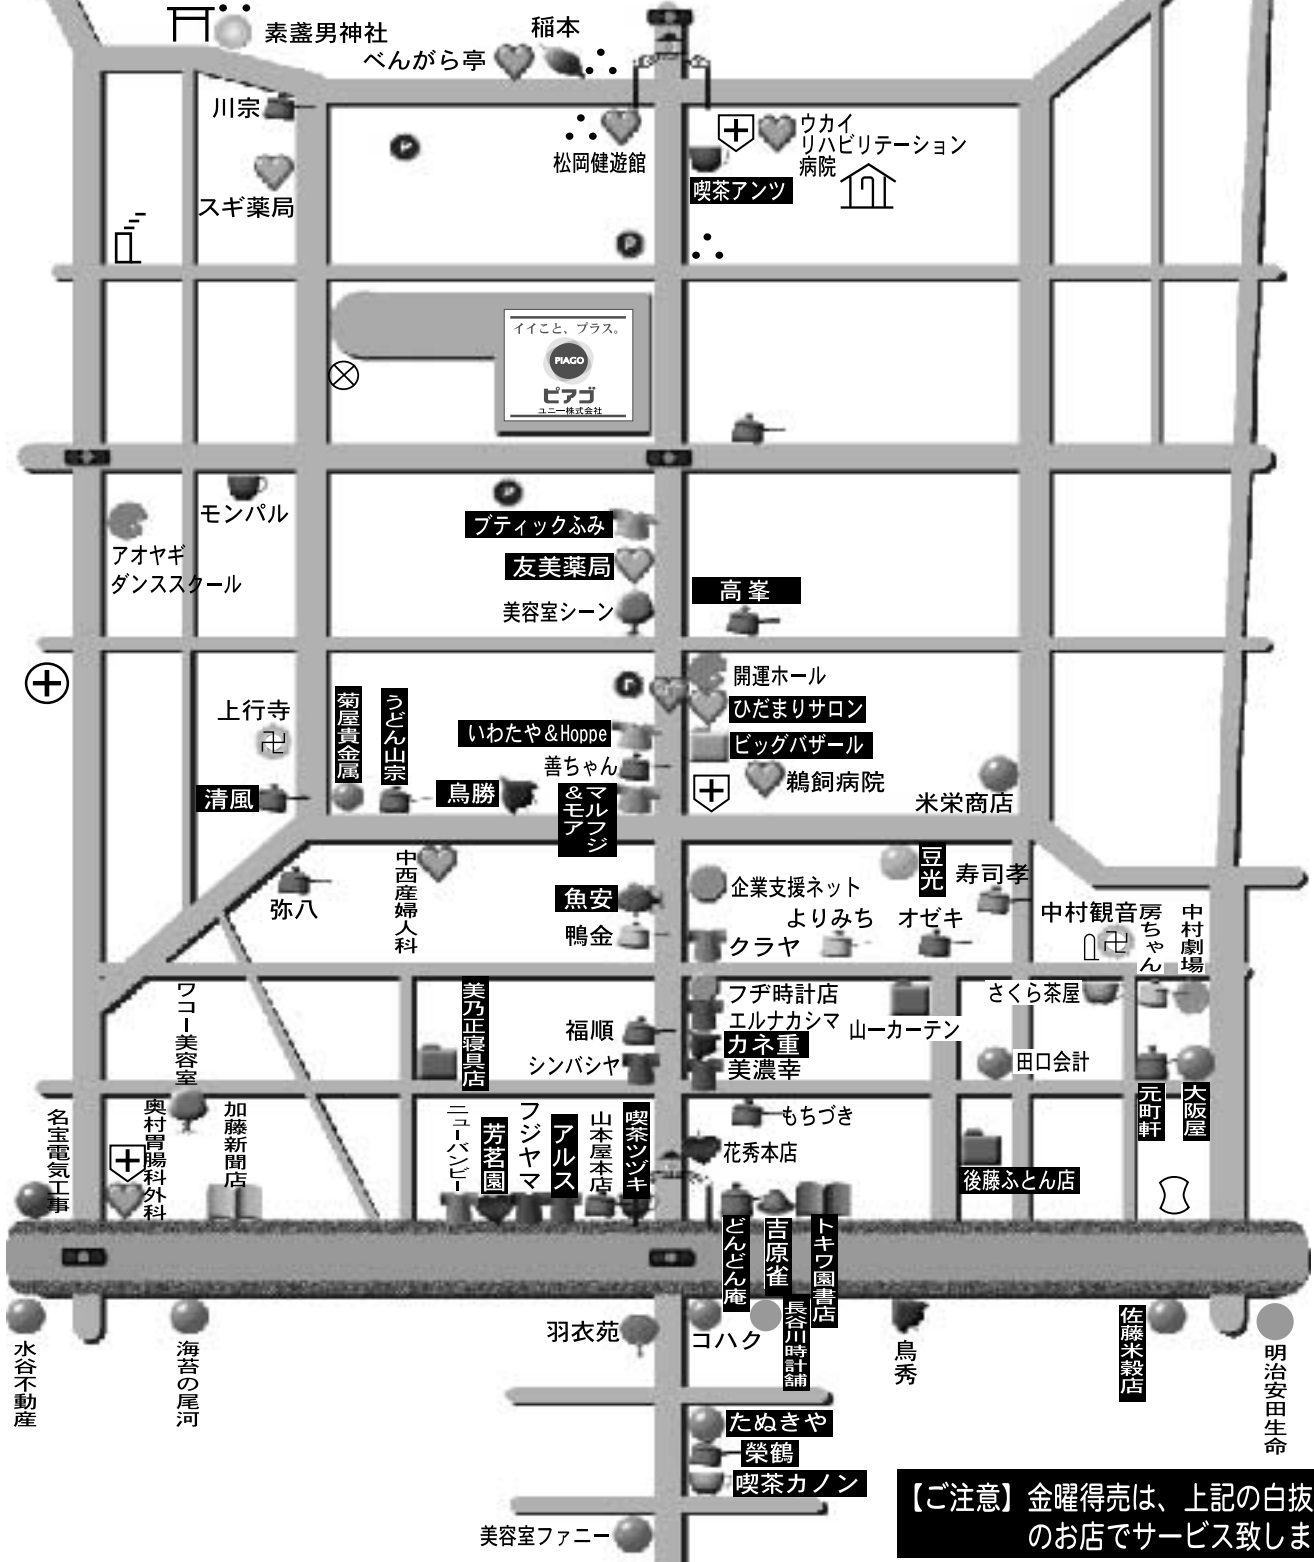 素盞男神社
稲本
べんがら亭
川宗
スギ薬局
松岡健遊館
ウカイ
リハビリテーション
病院
喫茶アンツ
P
P
イイこと、プラス。
PIAGO
ピアゴ
ユニー株式会社
モンパル
アオヤギ
ダンススクール
P
ブティックふみ
友美薬局
美容室シーン
高峯
開運ホール
ひだまりサロン
ビッグバザール
鵜飼病院
米栄商店
上行寺
卍
清風
菊屋貴金属
うどん山宗
鳥勝
P
いわたや&Hoppe
善ちゃん
マルフジ
&モア
弥八
中西産婦人科
魚安
鴨金
企業支援ネット
豆光
寿司孝
よりみち
オゼキ
クラヤ
中村観音
卍
房ちゃん
中村劇場
ワコー美容室
美乃正寝具店
福順
シンバシヤ
フヂ時計店
エルナカシマ
カネ重
美濃幸
山一カーテン
さくら茶屋
田口会計
元町軒
大阪屋
名宝電気工事
奥村胃腸科外科
加藤新聞店
ニューバンビー
芳茗園
フジヤマ
アルス
山本屋本店
喫茶ツヅキ
もちづき
花秀本店
後藤ふとん店
どんどん庵
吉原雀
トキワ園書店
長谷川時計舗
水谷不動産
海苔の尾河
羽衣苑
コハク
鳥秀
佐藤米穀店
明治安田生命
たぬきや
榮鶴
喫茶カノン
美容室ファニー
【ご注意】金曜得売は、上記の白抜
のお店でサービス致しま